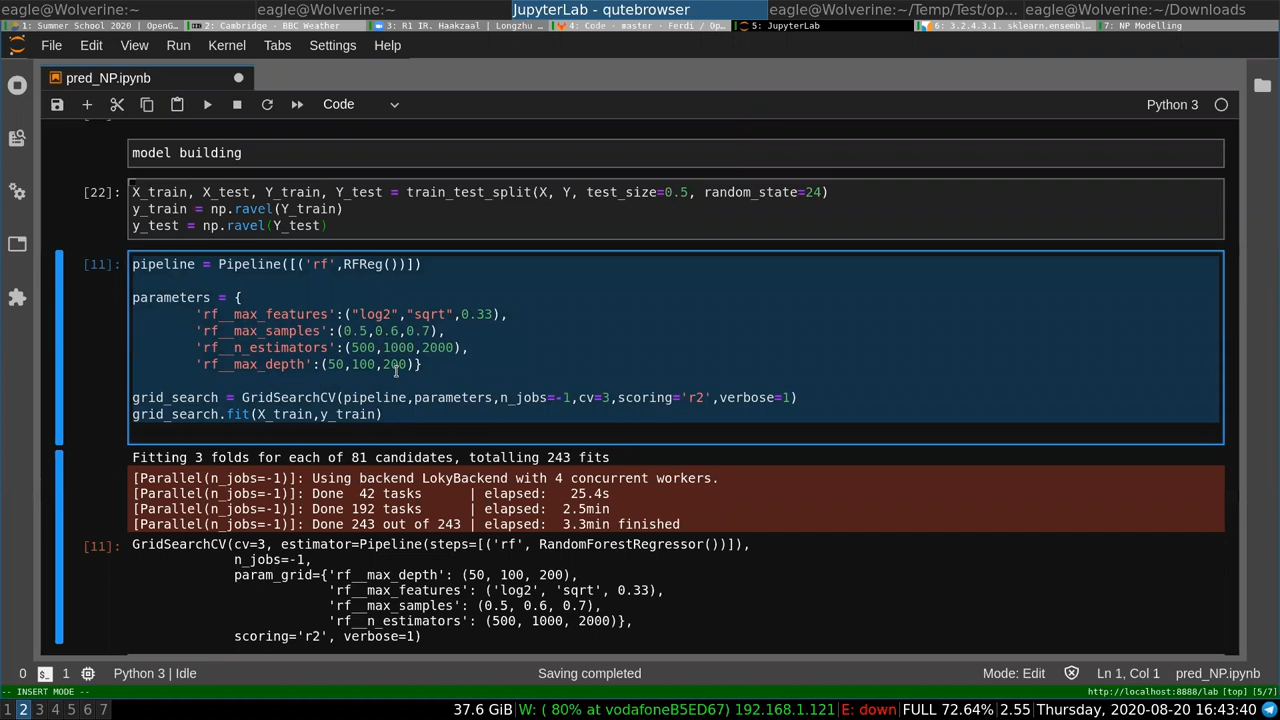 eagle@Wolverine:~
eagle@Wolverine:~
JupyterLab - qutebrowser
eagle@Wolverine:~/Temp/Test/op...
eagle@Wolverine:~/Downloads
1: Summer School 2020 | OpenG...
2: Cambridge - BBC Weather
3: R1 IR. Haakzaal | Longzhu ...
4: Code · master · Ferdi / Op...
5: JupyterLab
6: 3.2.4.3.1. sklearn.ensembl...
7: NP Modelling
File Edit View Run Kernel Tabs Settings Help
pred_NP.ipynb
Code
Python 3
model building
[22]:
X_train, X_test, Y_train, Y_test = train_test_split(X, Y, test_size=0.5, random_state=24)
y_train = np.ravel(Y_train)
y_test = np.ravel(Y_test)
[11]:
pipeline = Pipeline([('rf',RFReg())])
parameters = {
'rf__max_features':("log2","sqrt",0.33),
'rf__max_samples':(0.5,0.6,0.7),
'rf__n_estimators':(500,1000,2000),
'rf__max_depth':(50,100,200)}
grid_search = GridSearchCV(pipeline,parameters,n_jobs=-1,cv=3,scoring='r2',verbose=1)
grid_search.fit(X_train,y_train)
Fitting 3 folds for each of 81 candidates, totalling 243 fits
[Parallel(n_jobs=-1)]: Using backend LokyBackend with 4 concurrent workers.
[Parallel(n_jobs=-1)]: Done 42 tasks | elapsed: 25.4s
[Parallel(n_jobs=-1)]: Done 192 tasks | elapsed: 2.5min
[Parallel(n_jobs=-1)]: Done 243 out of 243 | elapsed: 3.3min finished
[11]:
GridSearchCV(cv=3, estimator=Pipeline(steps=[('rf', RandomForestRegressor())]),
n_jobs=-1,
param_grid={'rf__max_depth': (50, 100, 200),
'rf__max_features': ('log2', 'sqrt', 0.33),
'rf__max_samples': (0.5, 0.6, 0.7),
'rf__n_estimators': (500, 1000, 2000)},
scoring='r2', verbose=1)
0 1 Python 3 | Idle
Saving completed
Mode: Edit
Ln 1, Col 1
pred_NP.ipynb
-- INSERT MODE --
http://localhost:8888/lab [top] [5/7]
1 2 3 4 5 6 7
37.6 GiB W: ( 80% at vodafoneB5ED67) 192.168.1.121 E: down FULL 72.64% 2.55 Thursday, 2020-08-20 16:43:40